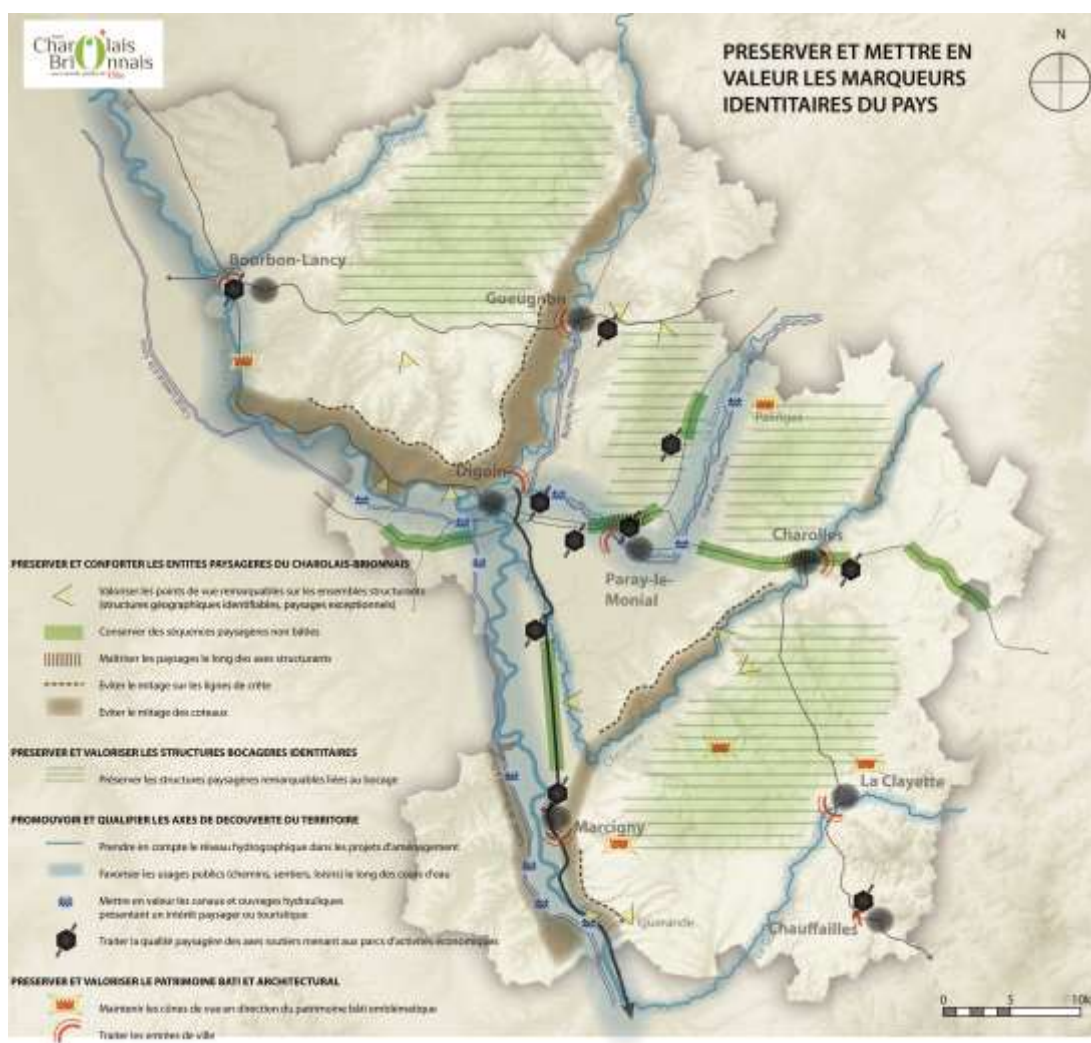 Charolais
Brionnais
PRESERVER ET METTRE EN
VALEUR LES MARQUEURS
IDENTITAIRES DU PAYS
N
Bourbon-Lancy
Gueugnon
Palinges
Digoin
Charolles
Paray-le-
Monial
La Clayette
Marcigny
Iguerande
Chauffailles
PRESERVER ET CONFORTER LES ENTITES PAYSAGERES DU CHAROLAIS-BRIONNAIS
Valoriser les points de vue remarquables sur les ensembles structurants
(structures géographiques identifiables, paysages exceptionnels)
Conserver des séquences paysagères non bâties
Maîtriser les paysages le long des axes structurants
Eviter le mitage sur les lignes de crête
Eviter le mitage des coteaux
PRESERVER ET VALORISER LES STRUCTURES BOCAGERES IDENTITAIRES
Préserver les structures paysagères remarquables liées au bocage
PROMOUVOIR ET QUALIFIER LES AXES DE DECOUVERTE DU TERRITOIRE
Prendre en compte le réseau hydrographique dans les projets d'aménagement
Favoriser les usages publics (chemins, sentiers, loisirs) le long des cours d'eau
Mettre en valeur les canaux et ouvrages hydrauliques
présentant un intérêt paysager ou touristique
Traiter la qualité paysagère des axes routiers menant aux parcs d'activités économiques
PRESERVER ET VALORISER LE PATRIMOINE BATI ET ARCHITECTURAL
Maintenir les cônes de vue en direction du patrimoine bâti emblématique
Traiter les entrées de ville
0 5 10k